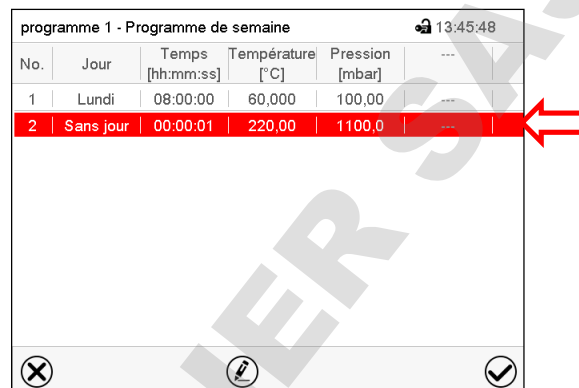 programme 1 - Programme de semaine 13:45:48
No. Jour Temps [hh:mm:ss] Température [°C] Pression [mbar] ---
1 Lundi 08:00:00 60,000 100,00 ---
2 Sans jour 00:00:01 220,00 1100,0 ---